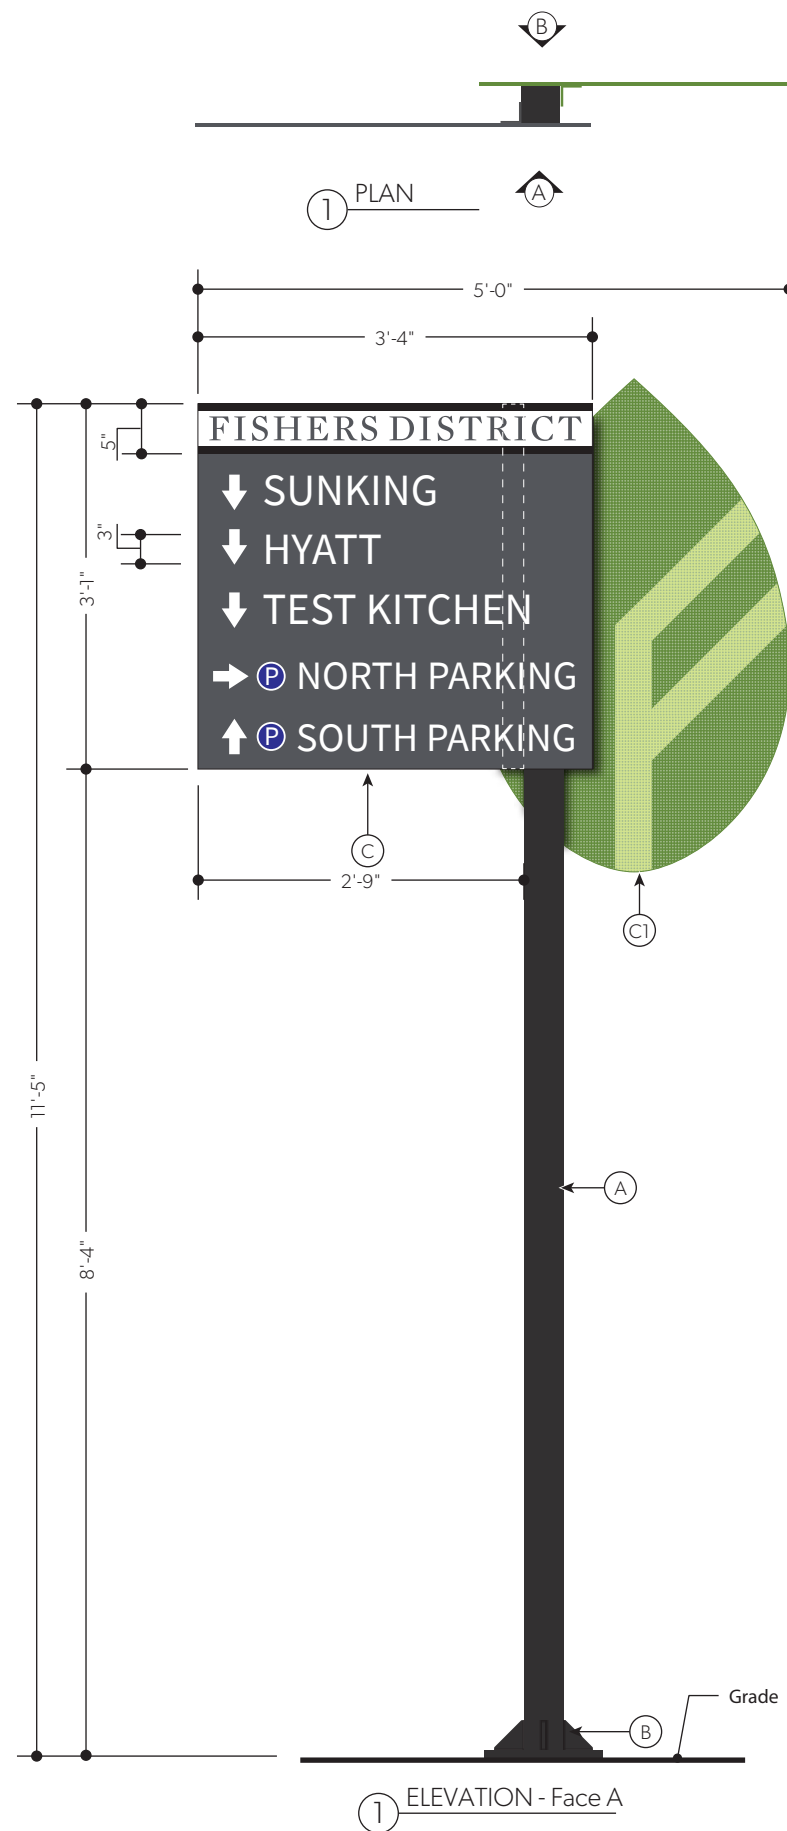 B
1 PLAN
A
5'-0"
3'-4"
5"
FISHERS DISTRICT
SUNKING
3"
HYATT
3'-1"
TEST KITCHEN
P NORTH PARKING
P SOUTH PARKING
C
2'-9"
C1
11'-5"
A
8'-4"
Grade
B
1 ELEVATION - Face A